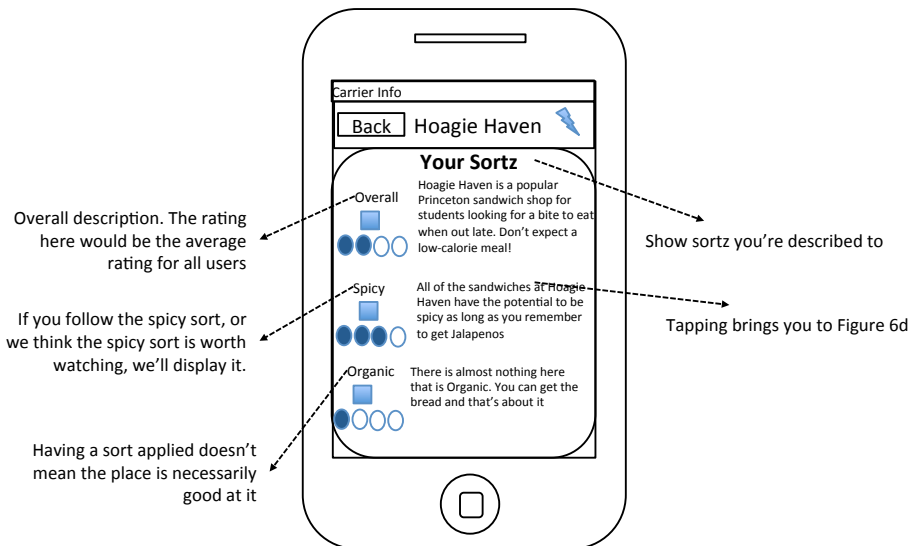 Carrier Info
Back
Hoagie Haven
Your Sortz
Overall
Hoagie Haven is a popular
Princeton sandwich shop for
students looking for a bite to eat
when out late. Don't expect a
low-calorie meal!
Spicy
All of the sandwiches at Hoagie
Haven have the potential to be
spicy as long as you remember
to get Jalapenos
Organic
There is almost nothing here
that is Organic. You can get the
bread and that's about it
Overall description. The rating
here would be the average
rating for all users
If you follow the spicy sort, or
we think the spicy sort is worth
watching, we'll display it.
Having a sort applied doesn't
mean the place is necessarily
good at it
Show sortz you're described to
Tapping brings you to Figure 6d